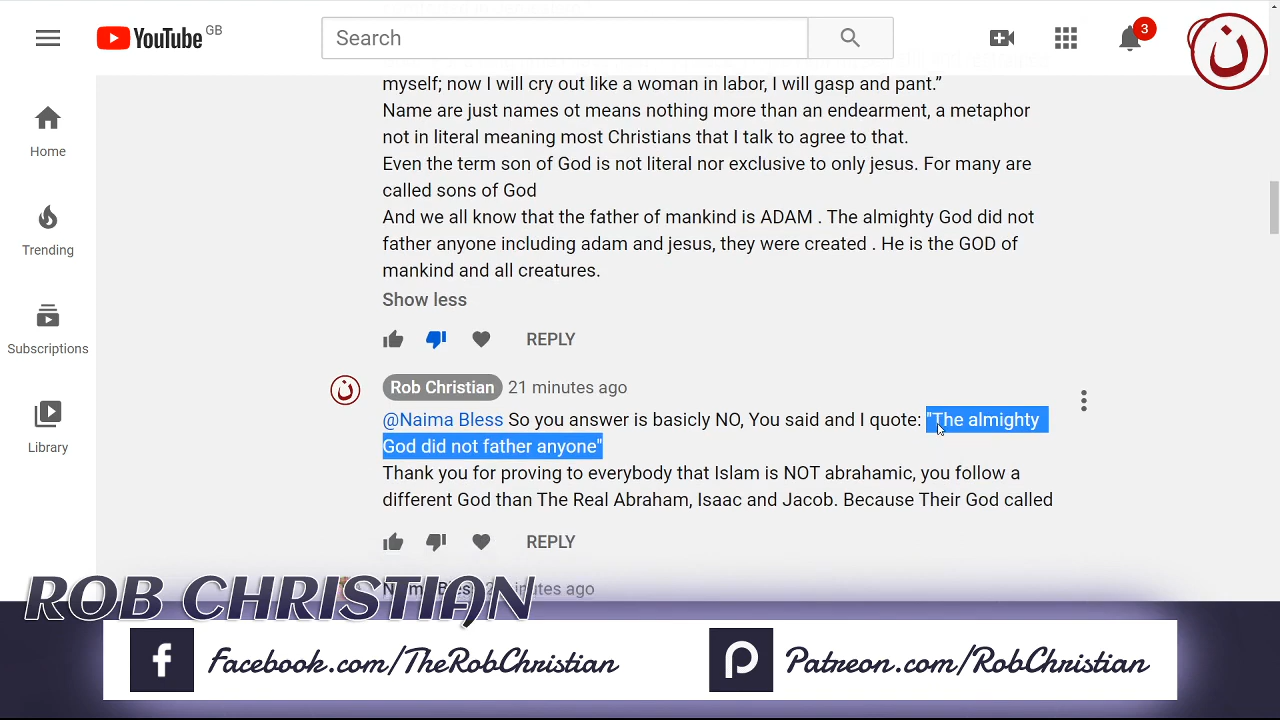 YouTube GB
Search
3
ن
Home
Trending
Subscriptions
Library
myself; now I will cry out like a woman in labor, I will gasp and pant.”
Name are just names ot means nothing more than an endearment, a metaphor
not in literal meaning most Christians that I talk to agree to that.
Even the term son of God is not literal nor exclusive to only jesus. For many are
called sons of God
And we all know that the father of mankind is ADAM . The almighty God did not
father anyone including adam and jesus, they were created . He is the GOD of
mankind and all creatures.
Show less
REPLY
ن
Rob Christian 21 minutes ago
@Naima Bless So you answer is basicly NO, You said and I quote: "The almighty
God did not father anyone"
Thank you for proving to everybody that Islam is NOT abrahamic, you follow a
different God than The Real Abraham, Isaac and Jacob. Because Their God called
REPLY
minutes ago
ROB CHRISTIAN
Facebook.com/TheRobChristian
Patreon.com/RobChristian